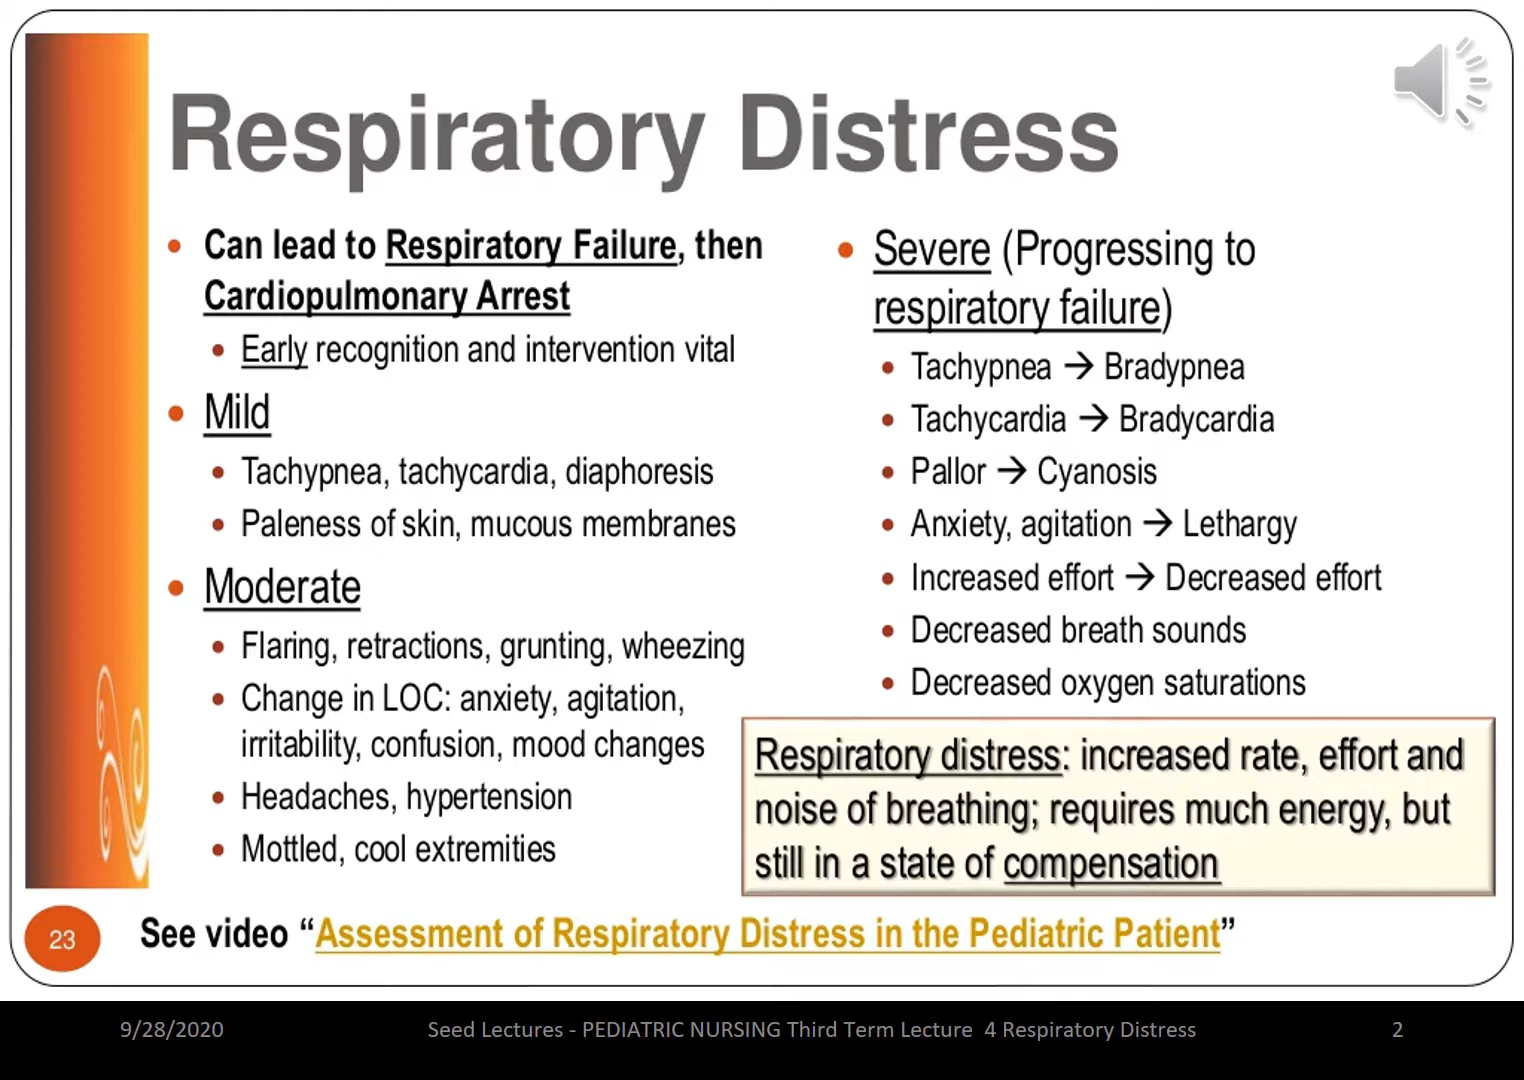 Respiratory Distress
• Can lead to Respiratory Failure, then
Cardiopulmonary Arrest
• Early recognition and intervention vital
• Mild
• Tachypnea, tachycardia, diaphoresis
• Paleness of skin, mucous membranes
• Moderate
• Flaring, retractions, grunting, wheezing
• Change in LOC: anxiety, agitation,
irritability, confusion, mood changes
• Headaches, hypertension
• Mottled, cool extremities
• Severe (Progressing to
respiratory failure)
• Tachypnea → Bradypnea
• Tachycardia → Bradycardia
• Pallor → Cyanosis
• Anxiety, agitation → Lethargy
• Increased effort → Decreased effort
• Decreased breath sounds
• Decreased oxygen saturations
Respiratory distress: increased rate, effort and
noise of breathing; requires much energy, but
still in a state of compensation
23
See video “Assessment of Respiratory Distress in the Pediatric Patient”
9/28/2020
Seed Lectures - PEDIATRIC NURSING Third Term Lecture 4 Respiratory Distress
2